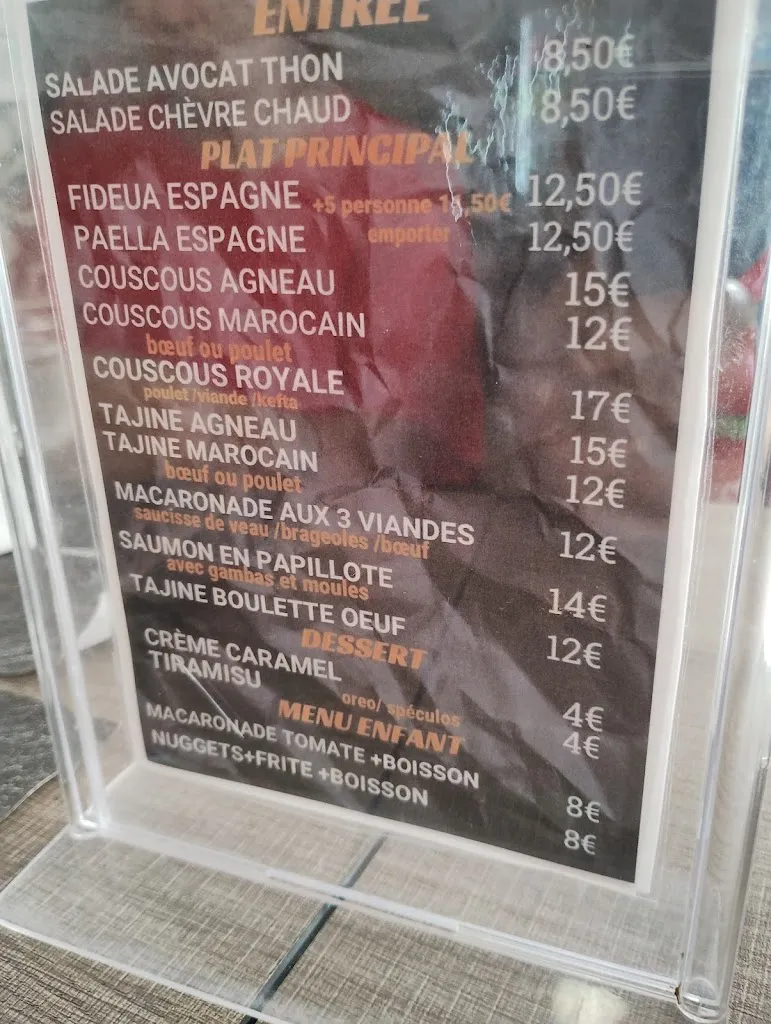 ENTRÉE
SALADE AVOCAT THON 8,50€
SALADE CHÈVRE CHAUD 8,50€
PLAT PRINCIPAL
FIDEUA ESPAGNE +5 personne 12,50€
PAELLA ESPAGNE emporter 12,50€
COUSCOUS AGNEAU 15€
COUSCOUS MAROCAIN 12€
bœuf ou poulet
COUSCOUS ROYALE 17€
poulet /viande /kefta
TAJINE AGNEAU 15€
TAJINE MAROCAIN 12€
bœuf ou poulet
MACARONADE AUX 3 VIANDES 12€
saucisse de veau /brageoles /bœuf
SAUMON EN PAPILLOTE 14€
avec gambas et moules
TAJINE BOULETTE OEUF 12€
DESSERT
CRÈME CARAMEL 4€
TIRAMISU oreo/ spéculos 4€
MENU ENFANT
MACARONADE TOMATE +BOISSON 8€
NUGGETS+FRITE +BOISSON 8€